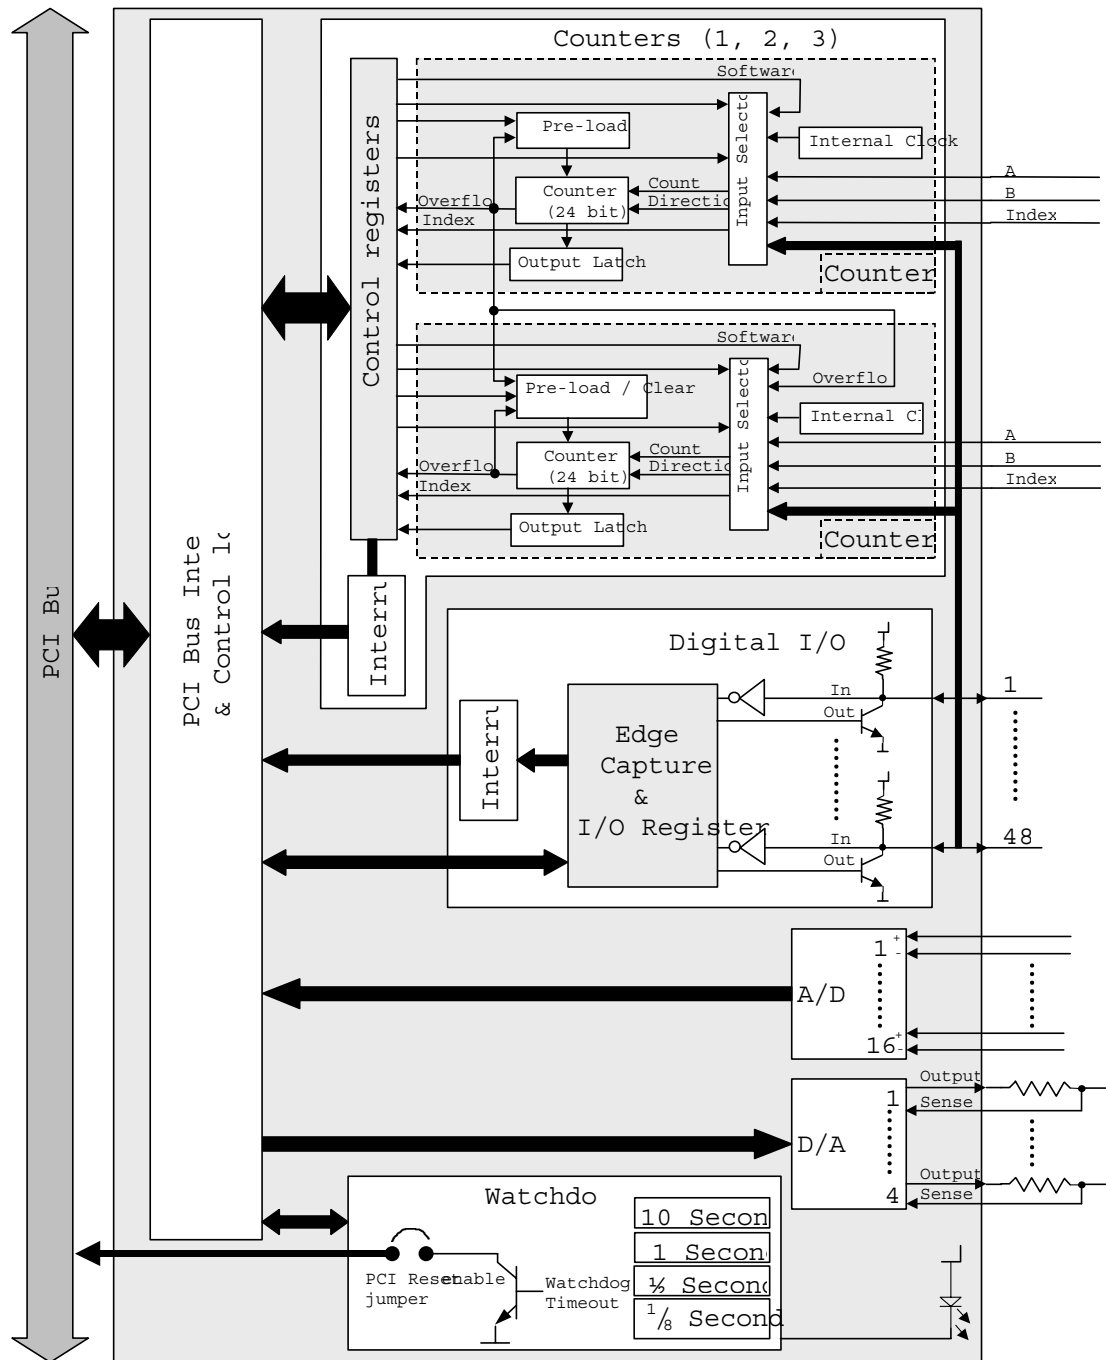 Counters (1, 2, 3)
Control registers
Software
Pre-load
Input Selecto
Internal Clock
A
B
Index
Counter
(24 bit)
Count
Directio
Overflo
Index
Output Latch
Counter
Software
Overflo
Pre-load / Clear
Input Selecto
Internal Cl
A
B
Index
Counter
(24 bit)
Count
Directio
Overflo
Index
Output Latch
Counter
PCI Bu
PCI Bus Inte
& Control lo
Interru
Digital I/O
In
Out
1
Edge
Capture
&
I/O Register
Interru
In
Out
48
A/D
1
+
-
16
+
-
D/A
1
4
Output
Sense
Output
Sense
Watchdo
10 Secon
1 Secon
½ Second
1/8 Second
PCI Reset enable
jumper
Watchdog
Timeout